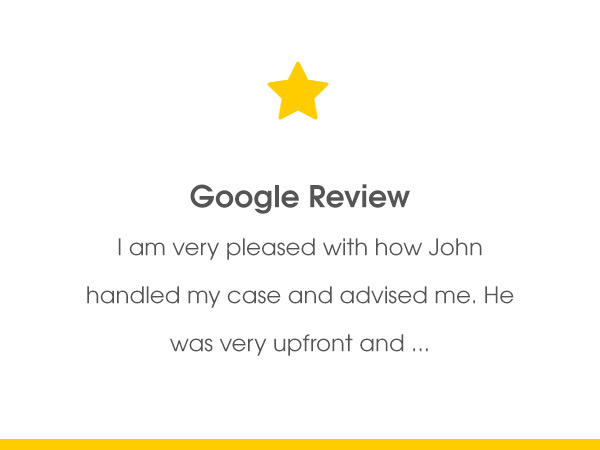 Google Review
I am very pleased with how John
handled my case and advised me. He
was very upfront and ...